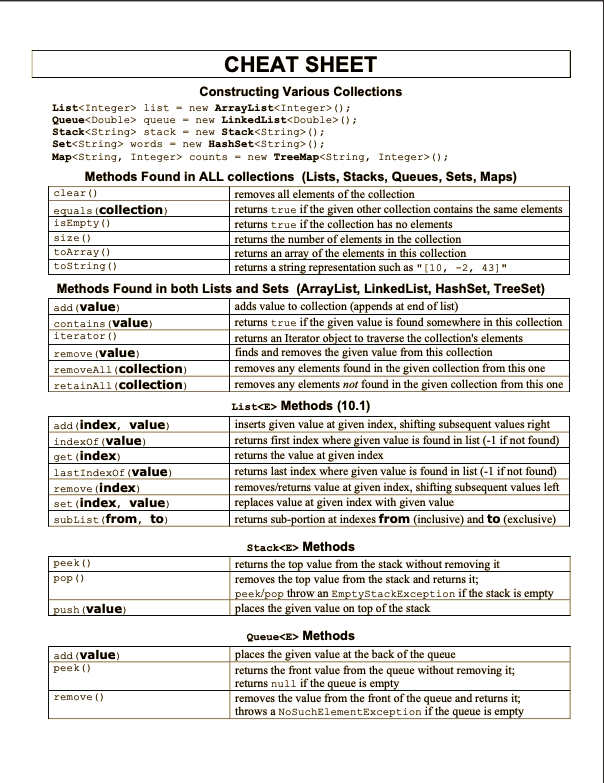 CHEAT SHEET
Constructing Various Collections
List<Integer> list = new ArrayList<Integer>();
Queue<Double> queue = new LinkedList<Double>();
Stack<String> stack = new Stack<String>();
Set<String> words = new HashSet<String>();
Map<String, Integer> counts = new TreeMap<String, Integer>();
Methods Found in ALL collections (Lists, Stacks, Queues, Sets, Maps)
clear() removes all elements of the collection
equals(collection) returns true if the given other collection contains the same elements
isEmpty() returns true if the collection has no elements
size() returns the number of elements in the collection
toArray() returns an array of the elements in this collection
toString() returns a string representation such as "[10, -2, 43]"
Methods Found in both Lists and Sets (ArrayList, LinkedList, HashSet, TreeSet)
add(value) adds value to collection (appends at end of list)
contains(value) returns true if the given value is found somewhere in this collection
iterator() returns an Iterator object to traverse the collection's elements
remove(value) finds and removes the given value from this collection
removeAll(collection) removes any elements found in the given collection from this one
retainAll(collection) removes any elements not found in the given collection from this one
List<E> Methods (10.1)
add(index, value) inserts given value at given index, shifting subsequent values right
indexOf(value) returns first index where given value is found in list (-1 if not found)
get(index) returns the value at given index
lastIndexOf(value) returns last index where given value is found in list (-1 if not found)
remove(index) removes/returns value at given index, shifting subsequent values left
set(index, value) replaces value at given index with given value
subList(from, to) returns sub-portion at indexes from (inclusive) and to (exclusive)
Stack<E> Methods
peek() returns the top value from the stack without removing it
pop() removes the top value from the stack and returns it;
peek/pop throw an EmptyStackException if the stack is empty
push(value) places the given value on top of the stack
Queue<E> Methods
add(value) places the given value at the back of the queue
peek() returns the front value from the queue without removing it;
returns null if the queue is empty
remove() removes the value from the front of the queue and returns it;
throws a NoSuchElementException if the queue is empty